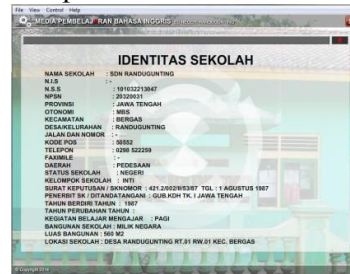 File View Control Help
MEDIA PEMBELAJARAN BAHASA INGGRIS
IDENTITAS SEKOLAH
NAMA SEKOLAH : SDN RANDUGUNTING
N.I.S : -
N.S.S : 101032213047
NPSN : 20320031
PROVINSI : JAWA TENGAH
OTONOMI : MBS
KECAMATAN : BERGAS
DESA/KELURAHAN : RANDUGUNTING
JALAN DAN NOMOR : -
KODE POS : 50552
TELEPON : 0298 522259
FAXIMILE : -
DAERAH : PEDESAAN
STATUS SEKOLAH : NEGERI
KELOMPOK SEKOLAH : INTI
SURAT KEPUTUSAN / SKNOMOR : 421.2/002/II/53/87 TGL : 1 AGUSTUS 1987
PENERBIT SK / DITANDATANGANI : GUB.KDH TK. I JAWA TENGAH
TAHUN BERDIRI TAHUN : 1987
TAHUN PERUBAHAN TAHUN :
KEGIATAN BELAJAR MENGAJAR : PAGI
BANGUNAN SEKOLAH : MILIK NEGARA
LUAS BANGUNAN : 560 M2
LOKASI SEKOLAH : DESA RANDUGUNTING RT.01 RW.01 KEC. BERGAS